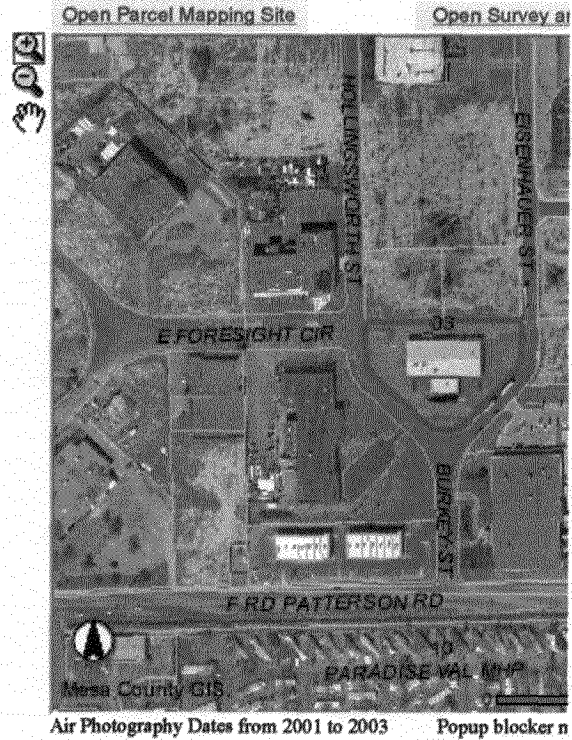 Open Parcel Mapping Site
Open Survey a
HOLLINGSWORTH ST
EISENHAUER ST
E FORESIGHT CIR
BURKEY ST
F RD PATTERSON RD
PARADISE VAL MHP
Mesa County GIS
0
Air Photography Dates from 2001 to 2003
Popup blocker n